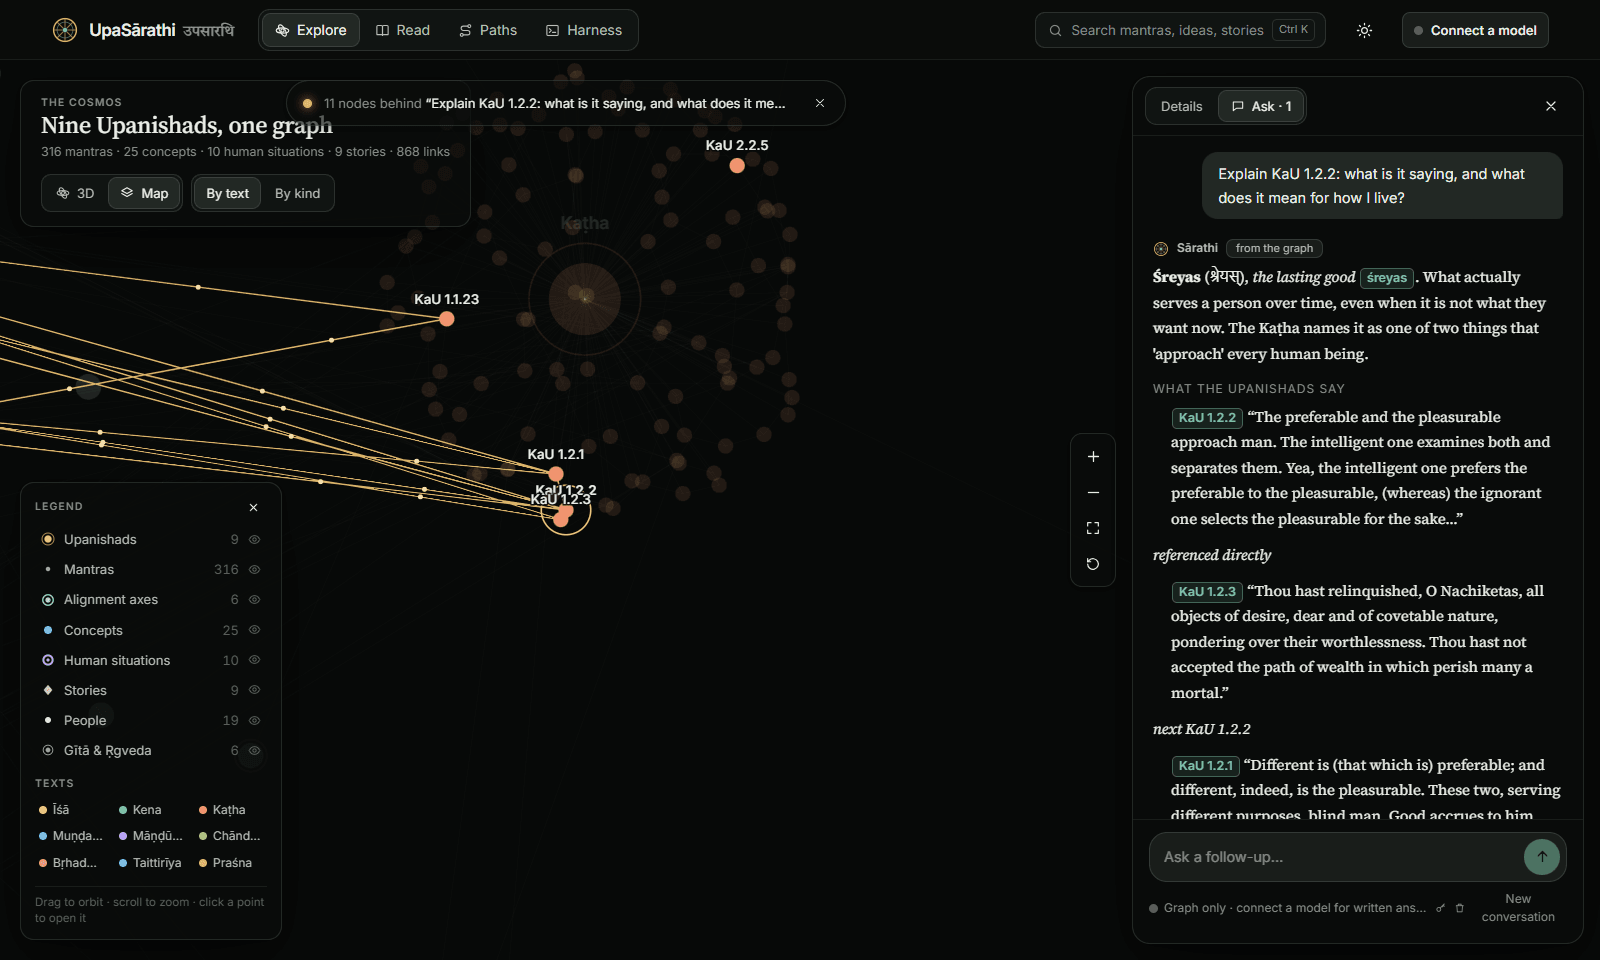 UpaSārathi उपसारथि
Explore
Read
Paths
Harness
Search mantras, ideas, stories
Ctrl K
Connect a model
THE COSMOS
Nine Upanishads, one graph
316 mantras · 25 concepts · 10 human situations · 9 stories · 868 links
3D
Map
By text
By kind
11 nodes behind “Explain KaU 1.2.2: what is it saying, and what does it me...
KaU 2.2.5
Kaṭha
KaU 1.1.23
KaU 1.2.1
KaU 1.2.2
KaU 1.2.3
LEGEND
Upanishads 9
Mantras 316
Alignment axes 6
Concepts 25
Human situations 10
Stories 9
People 19
Gītā & Ṛgveda 6
TEXTS
Īśā Kena Kaṭha
Muṇḍa... Māṇḍū... Chānd...
Bṛhad... Taittirīya Praśna
Drag to orbit · scroll to zoom · click a point
to open it
Details
Ask · 1
Explain KaU 1.2.2: what is it saying, and what
does it mean for how I live?
Sārathi from the graph
Śreyas (श्रेयस्), the lasting good śreyas. What actually
serves a person over time, even when it is not what they
want now. The Kaṭha names it as one of two things that
'approach' every human being.
WHAT THE UPANISHADS SAY
KaU 1.2.2 “The preferable and the pleasurable
approach man. The intelligent one examines both and
separates them. Yea, the intelligent one prefers the
preferable to the pleasurable, (whereas) the ignorant
one selects the pleasurable for the sake...”
referenced directly
KaU 1.2.3 “Thou hast relinquished, O Nachiketas, all
objects of desire, dear and of covetable nature,
pondering over their worthlessness. Thou hast not
accepted the path of wealth in which perish many a
mortal.”
next KaU 1.2.2
KaU 1.2.1 “Different is (that which is) preferable; and
different, indeed, is the pleasurable. These two, serving
different purposes, blind man. Good accrues to him
Ask a follow-up...
Graph only · connect a model for written ans...
New
conversation